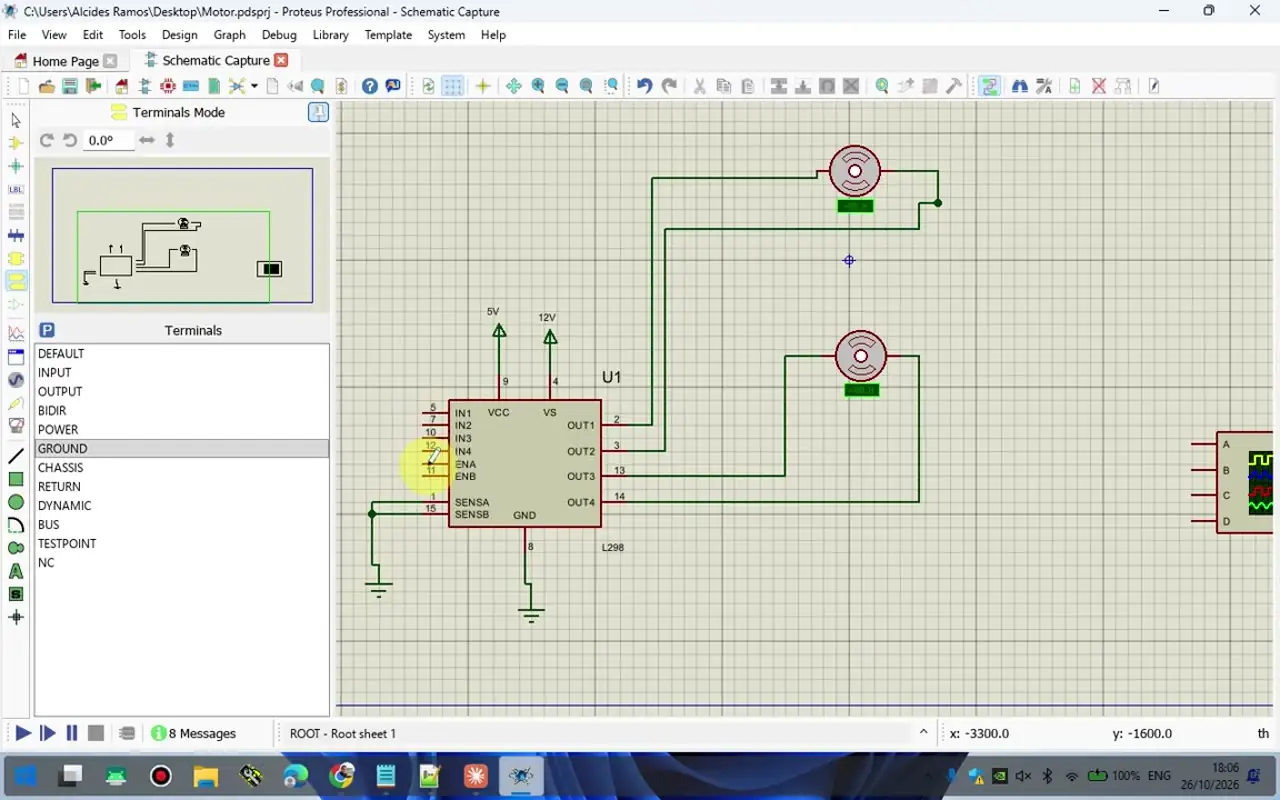 C:\Users\Alcides Ramos\Desktop\Motor.pdsprj - Proteus Professional - Schematic Capture
File View Edit Tools Design Graph Debug Library Template System Help
Home Page Schematic Capture
Terminals Mode
0.0º
LBL
P Terminals
DEFAULT
INPUT
OUTPUT
BIDIR
POWER
GROUND
CHASSIS
RETURN
DYNAMIC
BUS
TESTPOINT
NC
A
S
5V
12V
9
4
U1
5
7
10
12
11
1
15
IN1
IN2
IN3
IN4
ENA
ENB
SENSA
SENSB
VCC
VS
GND
OUT1
OUT2
OUT3
OUT4
2
3
13
14
8
L298
A
B
C
D
8 Messages ROOT - Root sheet 1 x: -3300.0 y: -1600.0 th
100% ENG
18:06
26/10/2026